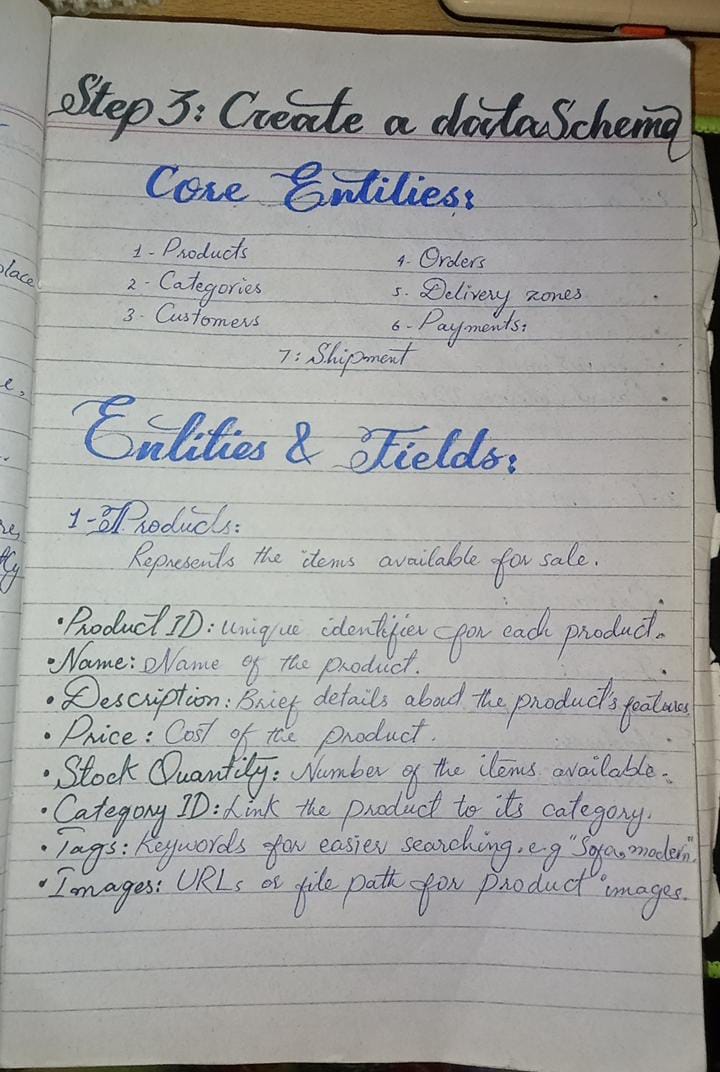 Step 3: Create a data Schema
Core Entities:
1 - Products
2 - Categories
3 - Customers
4 - Orders
5 - Delivery zones
6 - Payments:
7: Shipment
Entities & Fields:
1 - Products:
Represents the items available for sale.
• Product ID: Unique identifier for each product.
• Name: Name of the product.
• Description: Brief details about the product's features
• Price: Cost of the product.
• Stock Quantity: Number of the items available.
• Category ID: Link the product to its category.
• Tags: Keywords for easier searching. e.g "Sofa, modern".
• Images: URLs or file path for product images.
place
e,